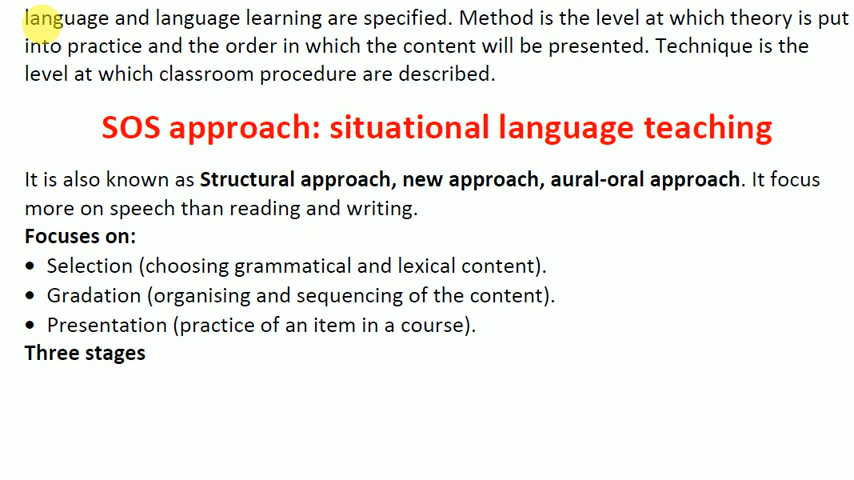 language and language learning are specified. Method is the level at which theory is put
into practice and the order in which the content will be presented. Technique is the
level at which classroom procedure are described.
SOS approach: situational language teaching
It is also known as Structural approach, new approach, aural-oral approach. It focus
more on speech than reading and writing.
Focuses on:
• Selection (choosing grammatical and lexical content).
• Gradation (organising and sequencing of the content).
• Presentation (practice of an item in a course).
Three stages